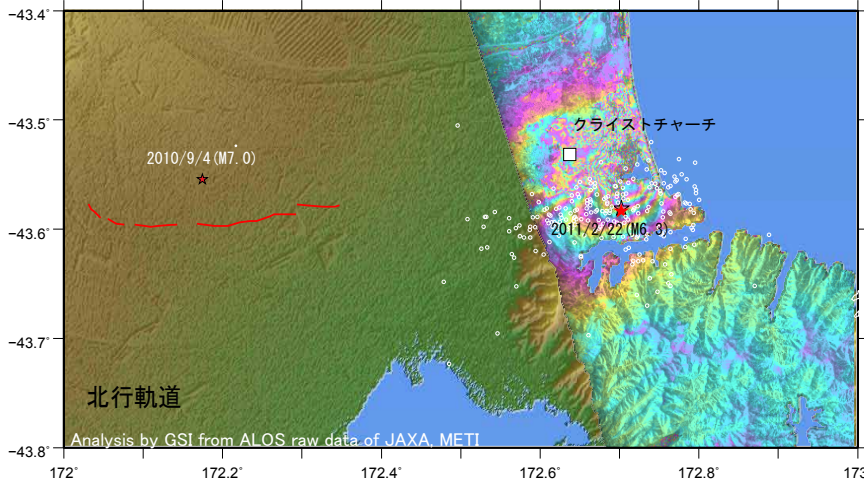 −43.4°
−43.5°
クライストチャーチ
2010/9/4(M7.0)
−43.6°
2011/2/22(M6.3)
−43.7°
北行軌道
Analysis by GSI from ALOS raw data of JAXA, METI
−43.8°
172° 172.2° 172.4° 172.6° 172.8°